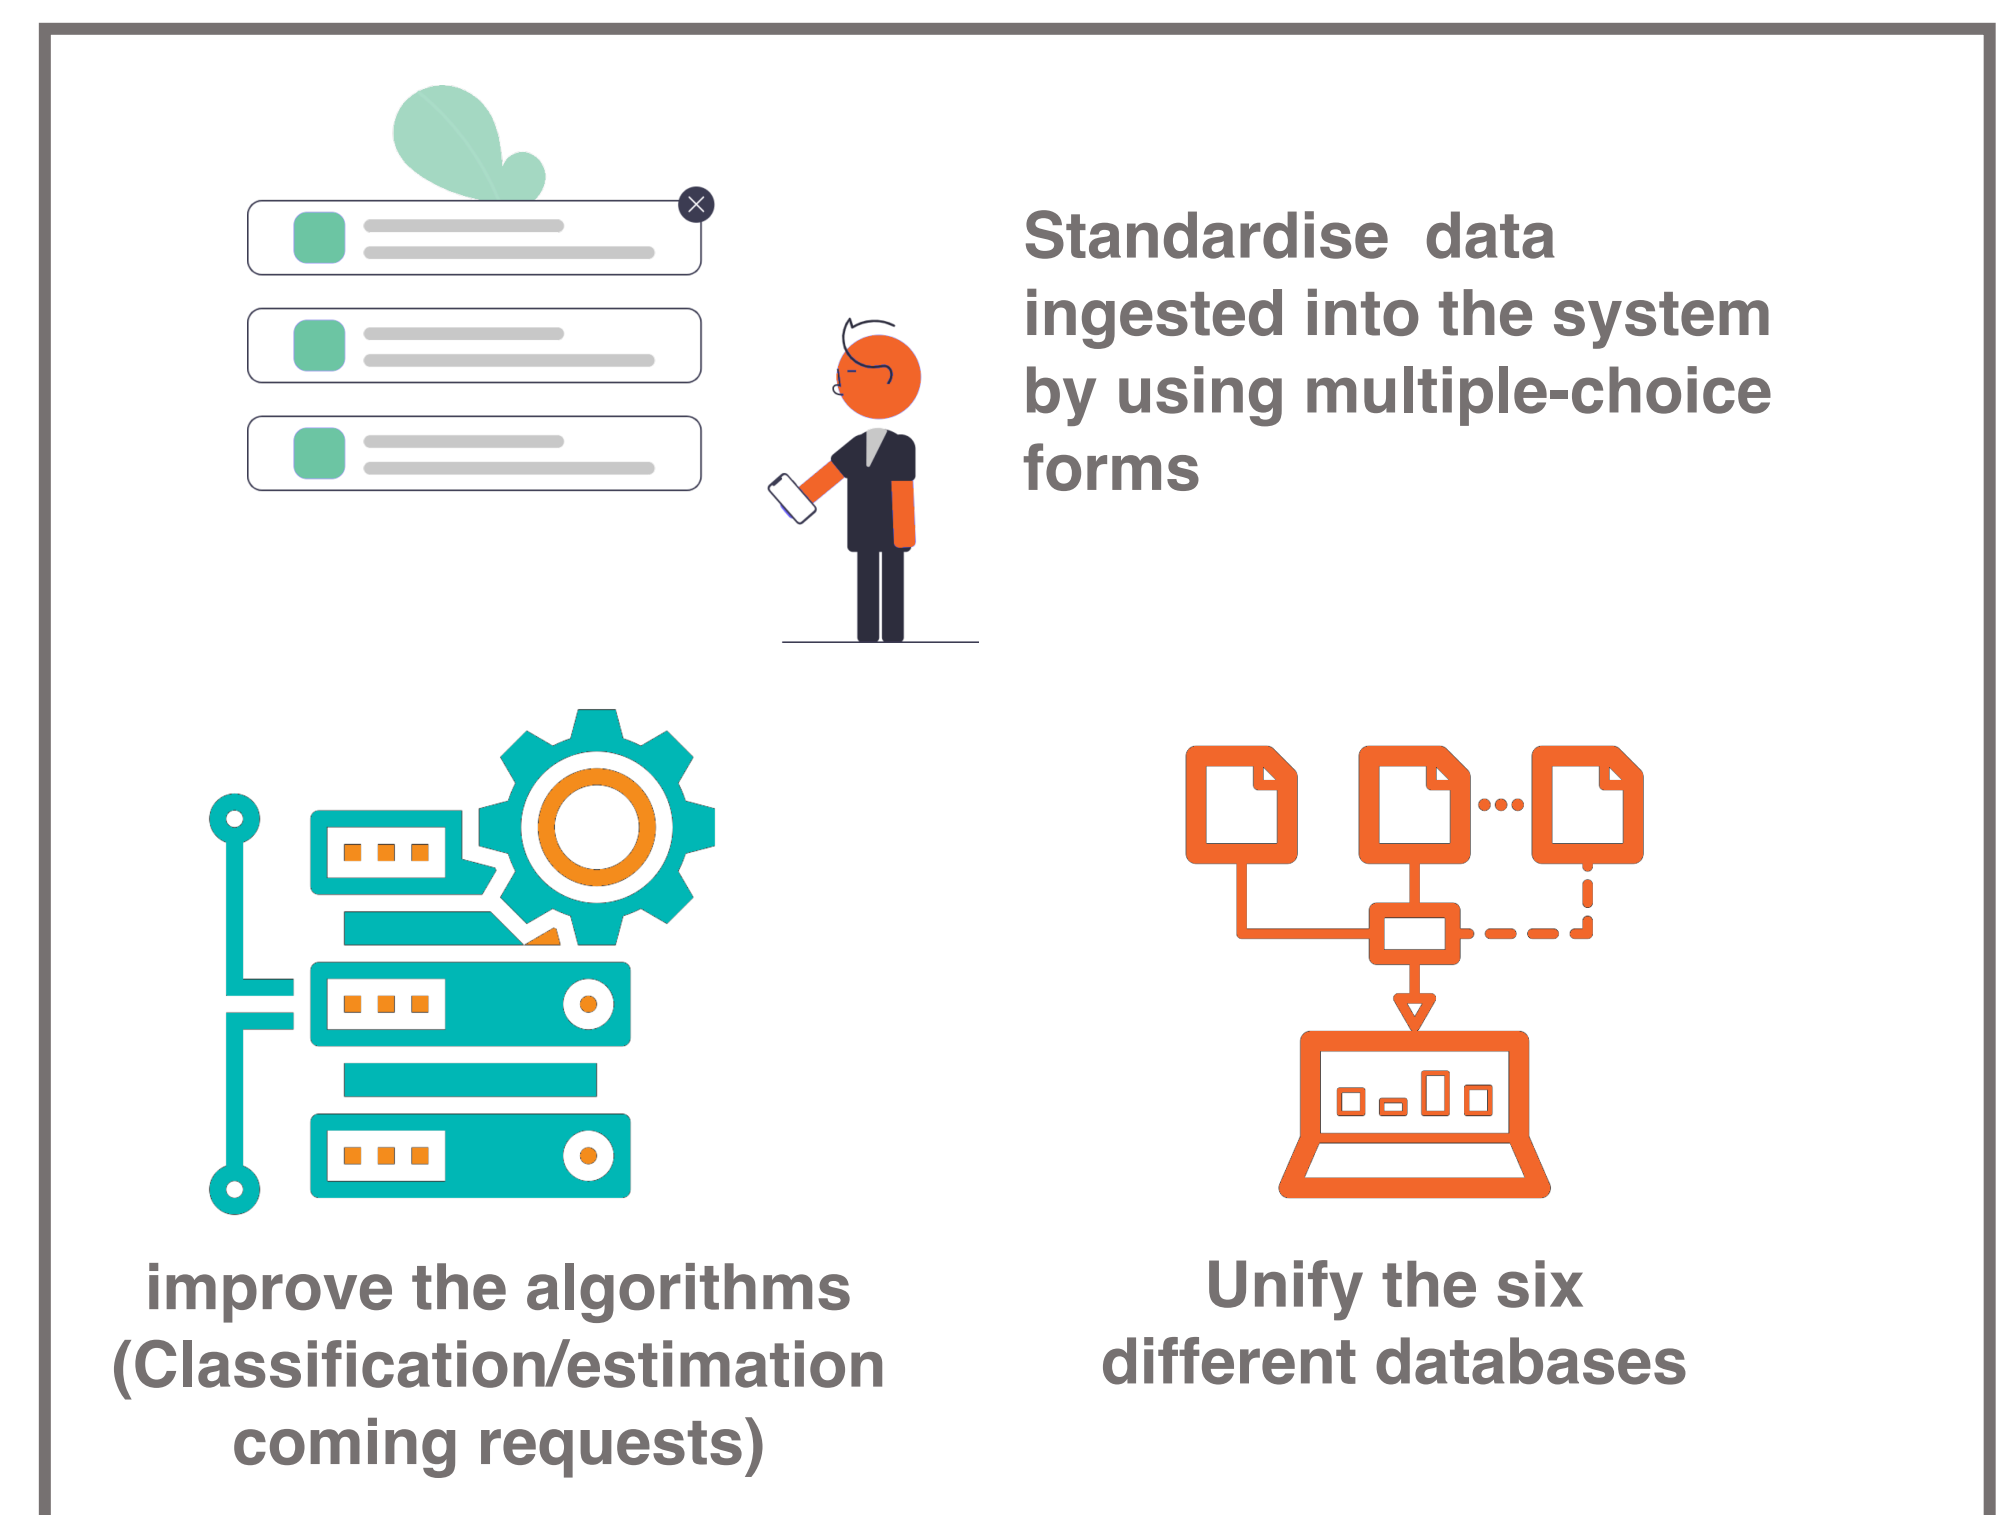 Standardise data
ingested into the system
by using multiple-choice
forms
improve the algorithms
(Classification/estimation
coming requests)
Unify the six
different databases